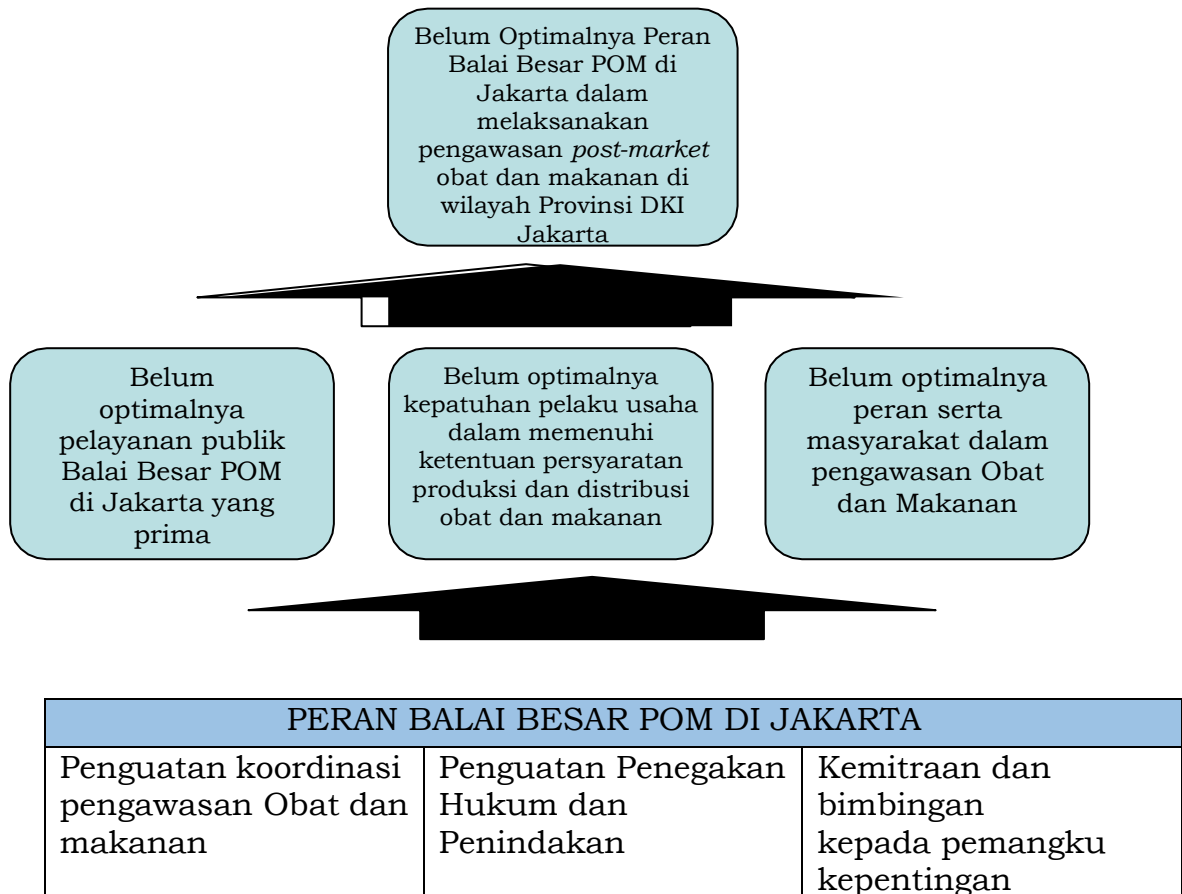 Belum Optimalnya Peran
Balai Besar POM di
Jakarta dalam
melaksanakan
pengawasan post-market
obat dan makanan di
wilayah Provinsi DKI
Jakarta
Belum
optimalnya
pelayanan publik
Balai Besar POM
di Jakarta yang
prima
Belum optimalnya
kepatuhan pelaku usaha
dalam memenuhi
ketentuan persyaratan
produksi dan distribusi
obat dan makanan
Belum optimalnya
peran serta
masyarakat dalam
pengawasan Obat
dan Makanan
PERAN BALAI BESAR POM DI JAKARTA
Penguatan koordinasi
pengawasan Obat dan
makanan
Penguatan Penegakan
Hukum dan
Penindakan
Kemitraan dan
bimbingan
kepada pemangku
kepentingan